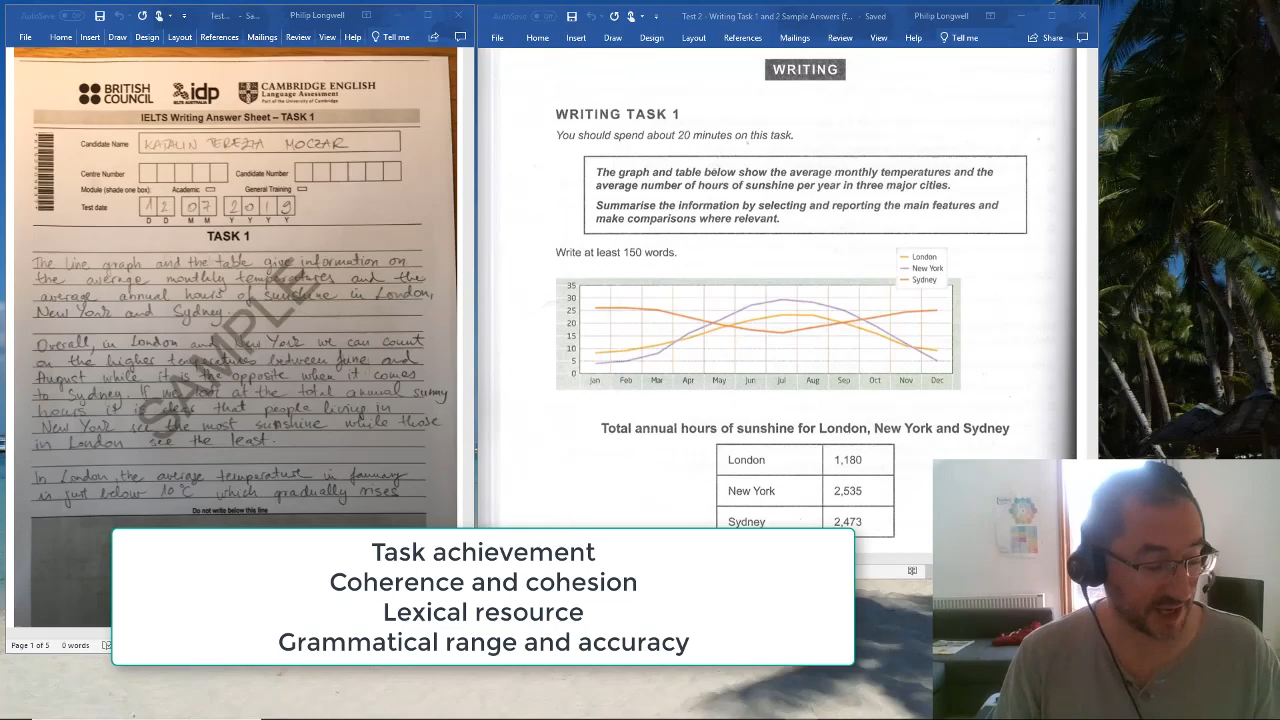 AutoSave Off
Test... - Sa...
Philip Longwell
File Home Insert Draw Design Layout References Mailings Review View Help Tell me
BRITISH COUNCIL
idp
IELTS AUSTRALIA
CAMBRIDGE ENGLISH
Language Assessment
Part of the University of Cambridge
IELTS Writing Answer Sheet – TASK 1
Candidate Name KATALIN TEREZIA MOCZAR
Centre Number Candidate Number
Module (shade one box): Academic General Training
Test date 12 07 2019
D D M M Y Y Y Y
TASK 1
The line graph and the table give information on
the average monthly temperatures and the
average annual hours of sunshine in London,
New York and Sydney.
Overall, in London and New York we can count
on the higher temperatures between June and
August while it is the opposite when it comes
to Sydney. If we look at the total annual sunny
hours it is clear that people living in
New York see the most sunshine while those
in London see the least.
In London, the average temperature in January
is just below 10°C which gradually rises
SAMPLE
Do not write below this line
Page 1 of 5 0 words
AutoSave Off
Test 2 - Writing Task 1 and 2 Sample Answers (f... - Saved
Philip Longwell
File Home Insert Draw Design Layout References Mailings Review View Help Tell me Share
WRITING
WRITING TASK 1
You should spend about 20 minutes on this task.
The graph and table below show the average monthly temperatures and the
average number of hours of sunshine per year in three major cities.
Summarise the information by selecting and reporting the main features and
make comparisons where relevant.
Write at least 150 words.
London
New York
Sydney
35
30
25
20
15
10
5
0
Jan Feb Mar Apr May Jun Jul Aug Sep Oct Nov Dec
Total annual hours of sunshine for London, New York and Sydney
London 1,180
New York 2,535
Sydney 2,473
Task achievement
Coherence and cohesion
Lexical resource
Grammatical range and accuracy